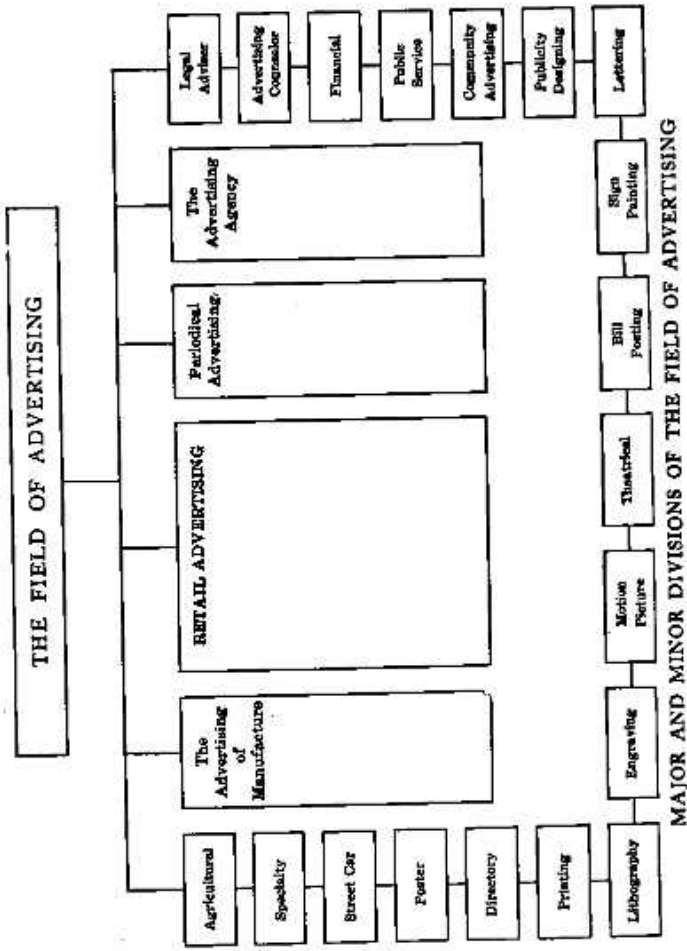 THE FIELD OF ADVERTISING
Agricultural
Specialty
Street Car
Poster
Directory
Printing
Lithography
The
Advertising
of
Manufacture
RETAIL ADVERTISING
Periodical
Advertising
The
Advertising
Agency
Legal
Adviser
Advertising
Counselor
Financial
Public
Service
Community
Advertising
Publicity
Designing
Lettering
Engraving
Motion
Picture
Theatrical
Bill
Posting
Sign
Painting
MAJOR AND MINOR DIVISIONS OF THE FIELD OF ADVERTISING